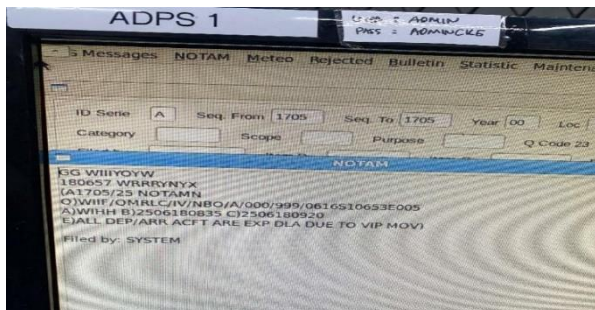 ADPS 1
USER = ADMIN
PASS = ADMINCKE
Messages NOTAM Meteo Rejected Bulletin Statistic
ID Serie A Seq. From 1705 Seq. To 1705 Year 00 Loc
Category Scope Purpose Q Code 23
NOTAM
GG WIIIYOYW
180657 WRRRYNYX
(A1705/25 NOTAMN
Q)WIIF/QMRLC/IV/NBO/A/000/999/0616S10653E005
A)WIHH B)2506180835 C)2506180920
E)ALL DEP/ARR ACFT ARE EXP DLA DUE TO VIP MOV)
Filed by: SYSTEM